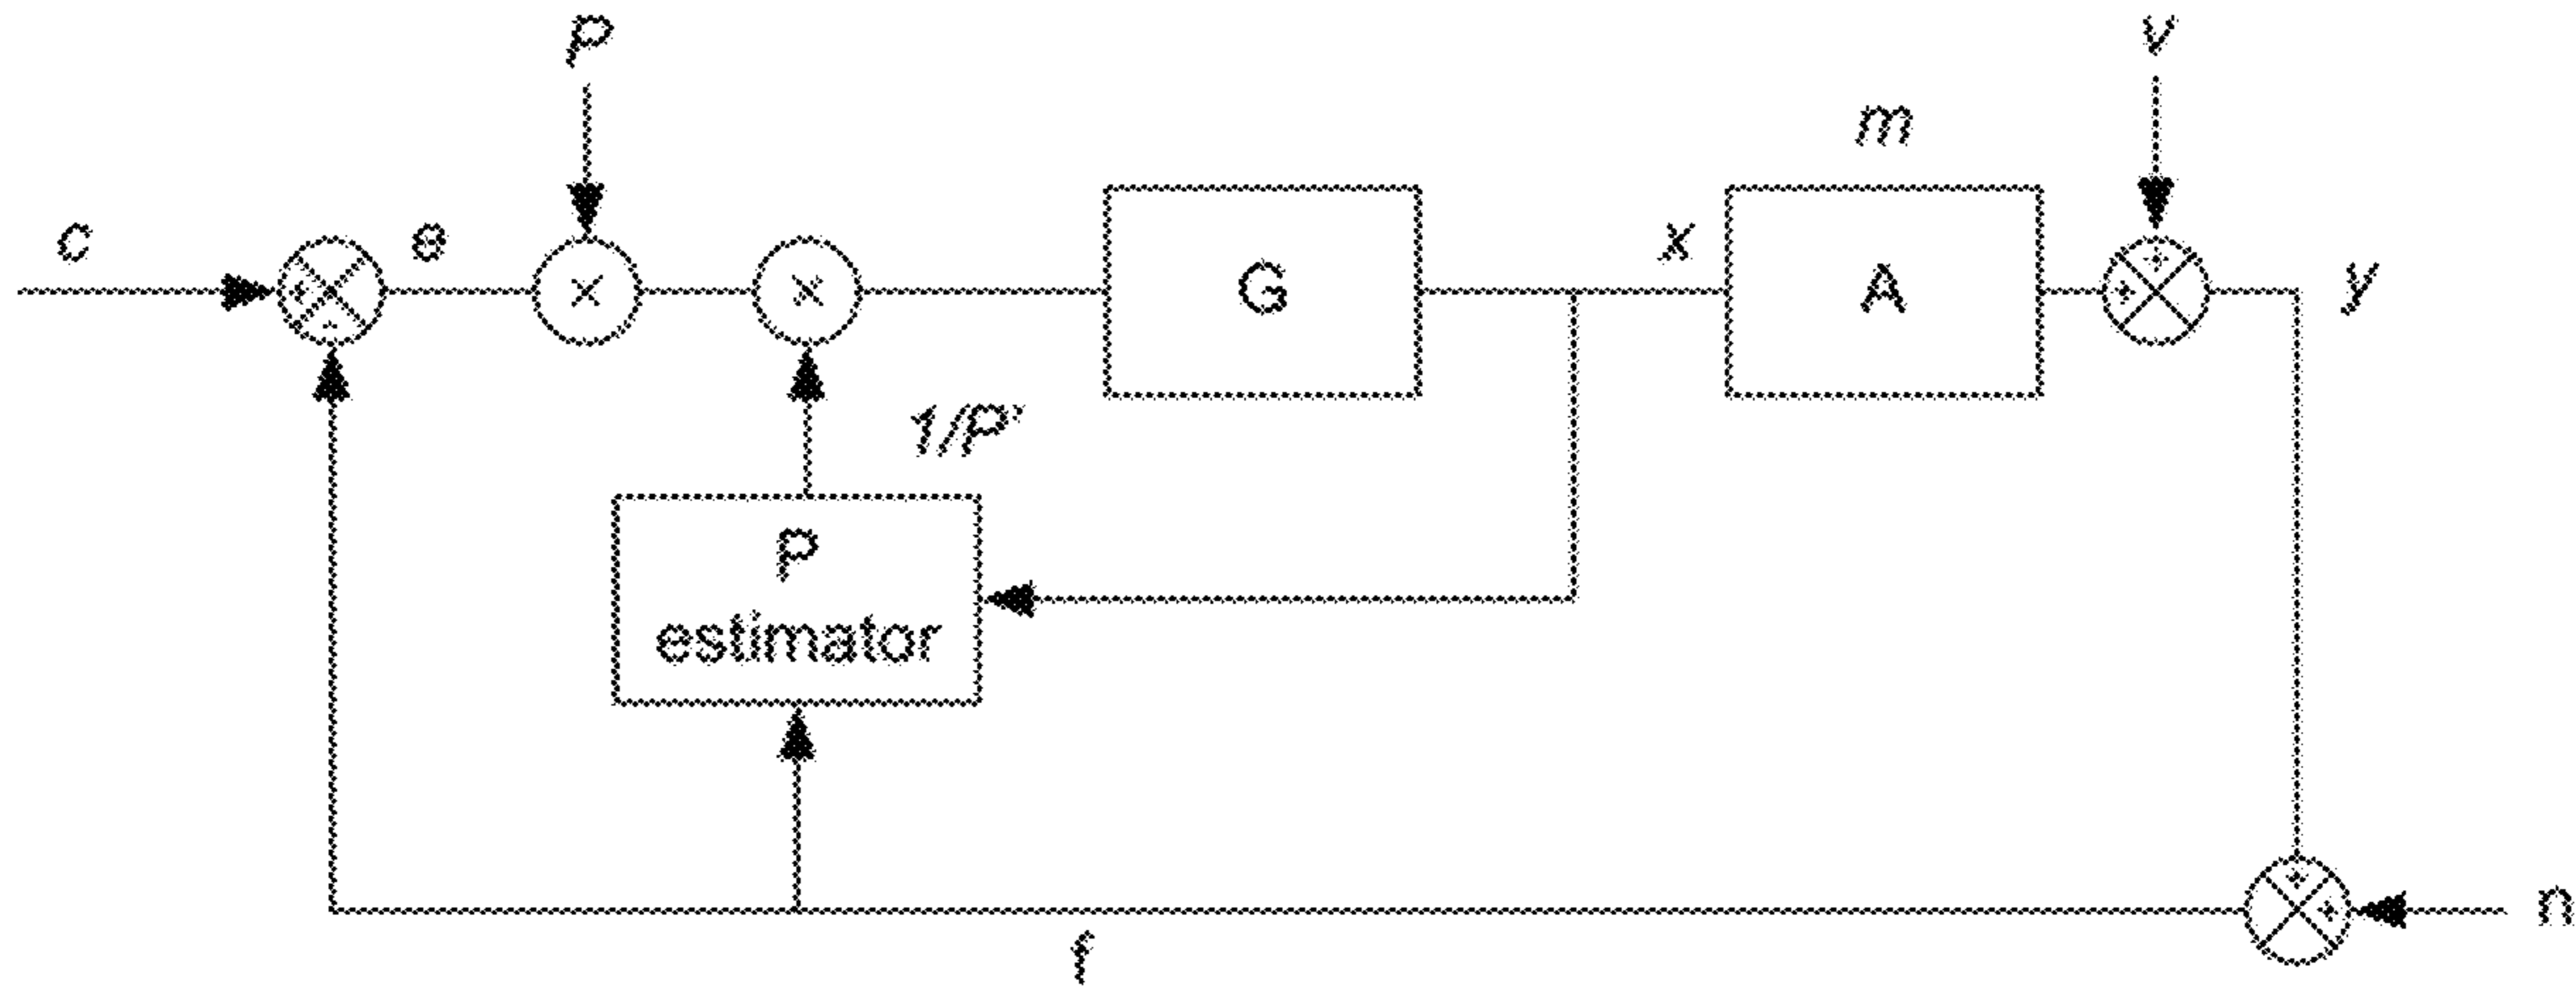 P
v
m
c
e
×
×
G
x
A
y
+
+
+
-
1/P'
P
estimator
+
+
n
f